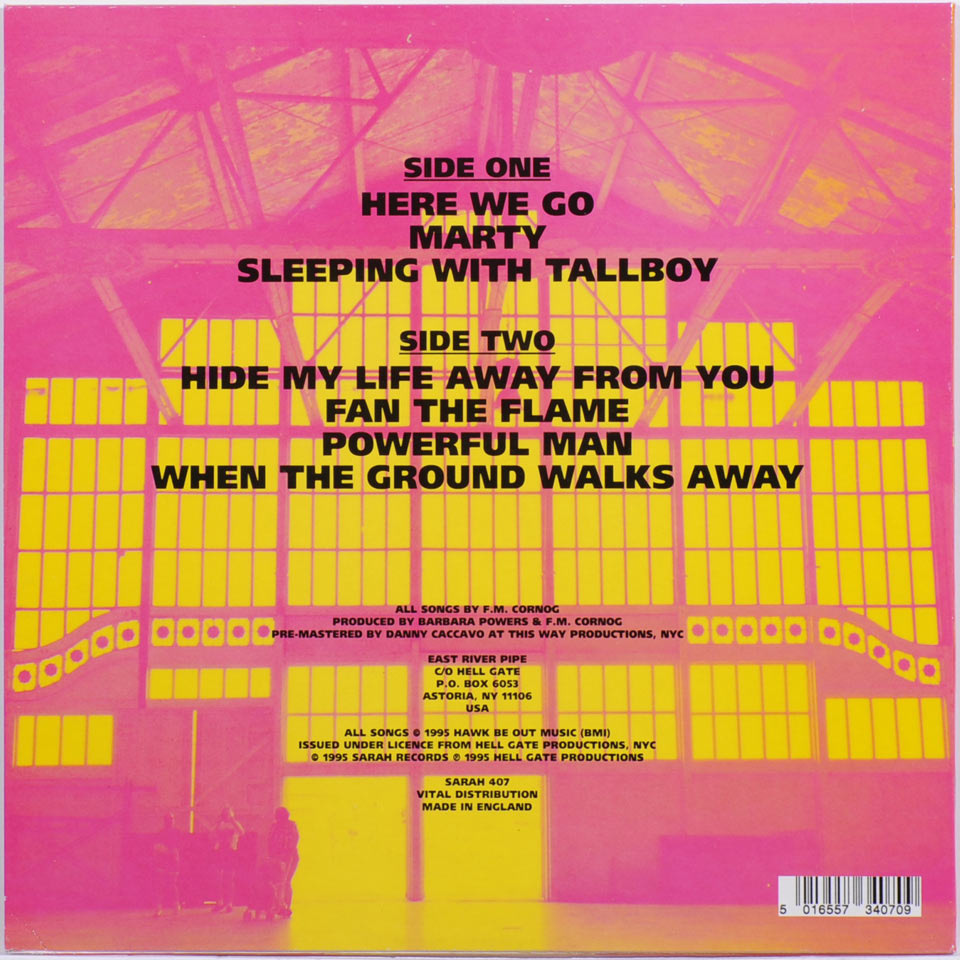 SIDE ONE
HERE WE GO
MARTY
SLEEPING WITH TALLBOY
SIDE TWO
HIDE MY LIFE AWAY FROM YOU
FAN THE FLAME
POWERFUL MAN
WHEN THE GROUND WALKS AWAY
ALL SONGS BY F.M. CORNOG
PRODUCED BY BARBARA POWERS & F.M. CORNOG
PRE-MASTERED BY DANNY CACCAVO AT THIS WAY PRODUCTIONS, NYC
EAST RIVER PIPE
C/O HELL GATE
P.O. BOX 6053
ASTORIA, NY 11106
USA
ALL SONGS © 1995 HAWK BE OUT MUSIC (BMI)
ISSUED UNDER LICENCE FROM HELL GATE PRODUCTIONS, NYC
© 1995 SARAH RECORDS ℗ 1995 HELL GATE PRODUCTIONS
SARAH 407
VITAL DISTRIBUTION
MADE IN ENGLAND
5 016557 340709